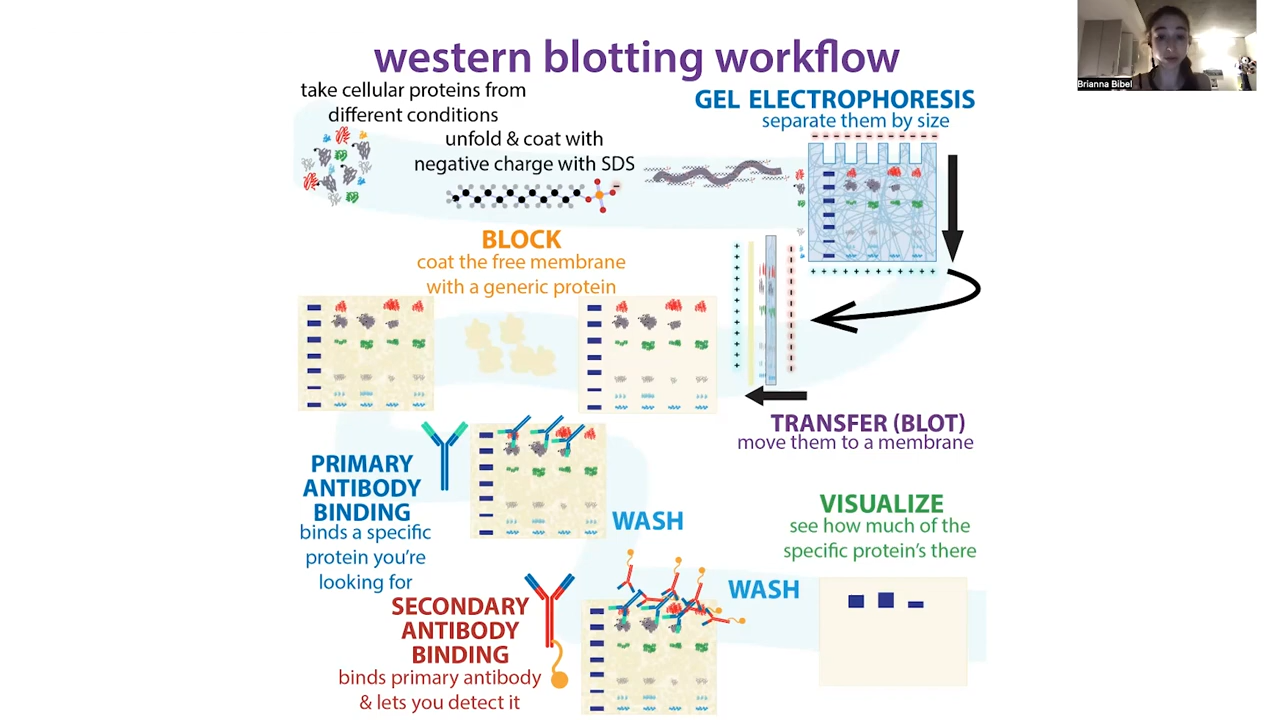 western blotting workflow
take cellular proteins from
different conditions
unfold & coat with
negative charge with SDS
GEL ELECTROPHORESIS
separate them by size
BLOCK
coat the free membrane
with a generic protein
TRANSFER (BLOT)
move them to a membrane
PRIMARY
ANTIBODY
BINDING
binds a specific
protein you're
looking for
WASH
SECONDARY
ANTIBODY
BINDING
binds primary antibody
& lets you detect it
WASH
VISUALIZE
see how much of the
specific protein's there
Brianna Bibel